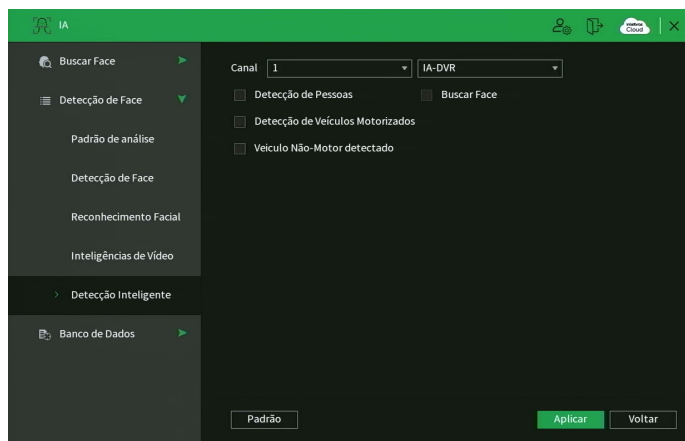 IA
intelbras
Cloud
Buscar Face
Detecção de Face
Padrão de análise
Detecção de Face
Reconhecimento Facial
Inteligências de Vídeo
Detecção Inteligente
Banco de Dados
Canal 1 IA-DVR
Detecção de Pessoas Buscar Face
Detecção de Veículos Motorizados
Veiculo Não-Motor detectado
Padrão Aplicar Voltar